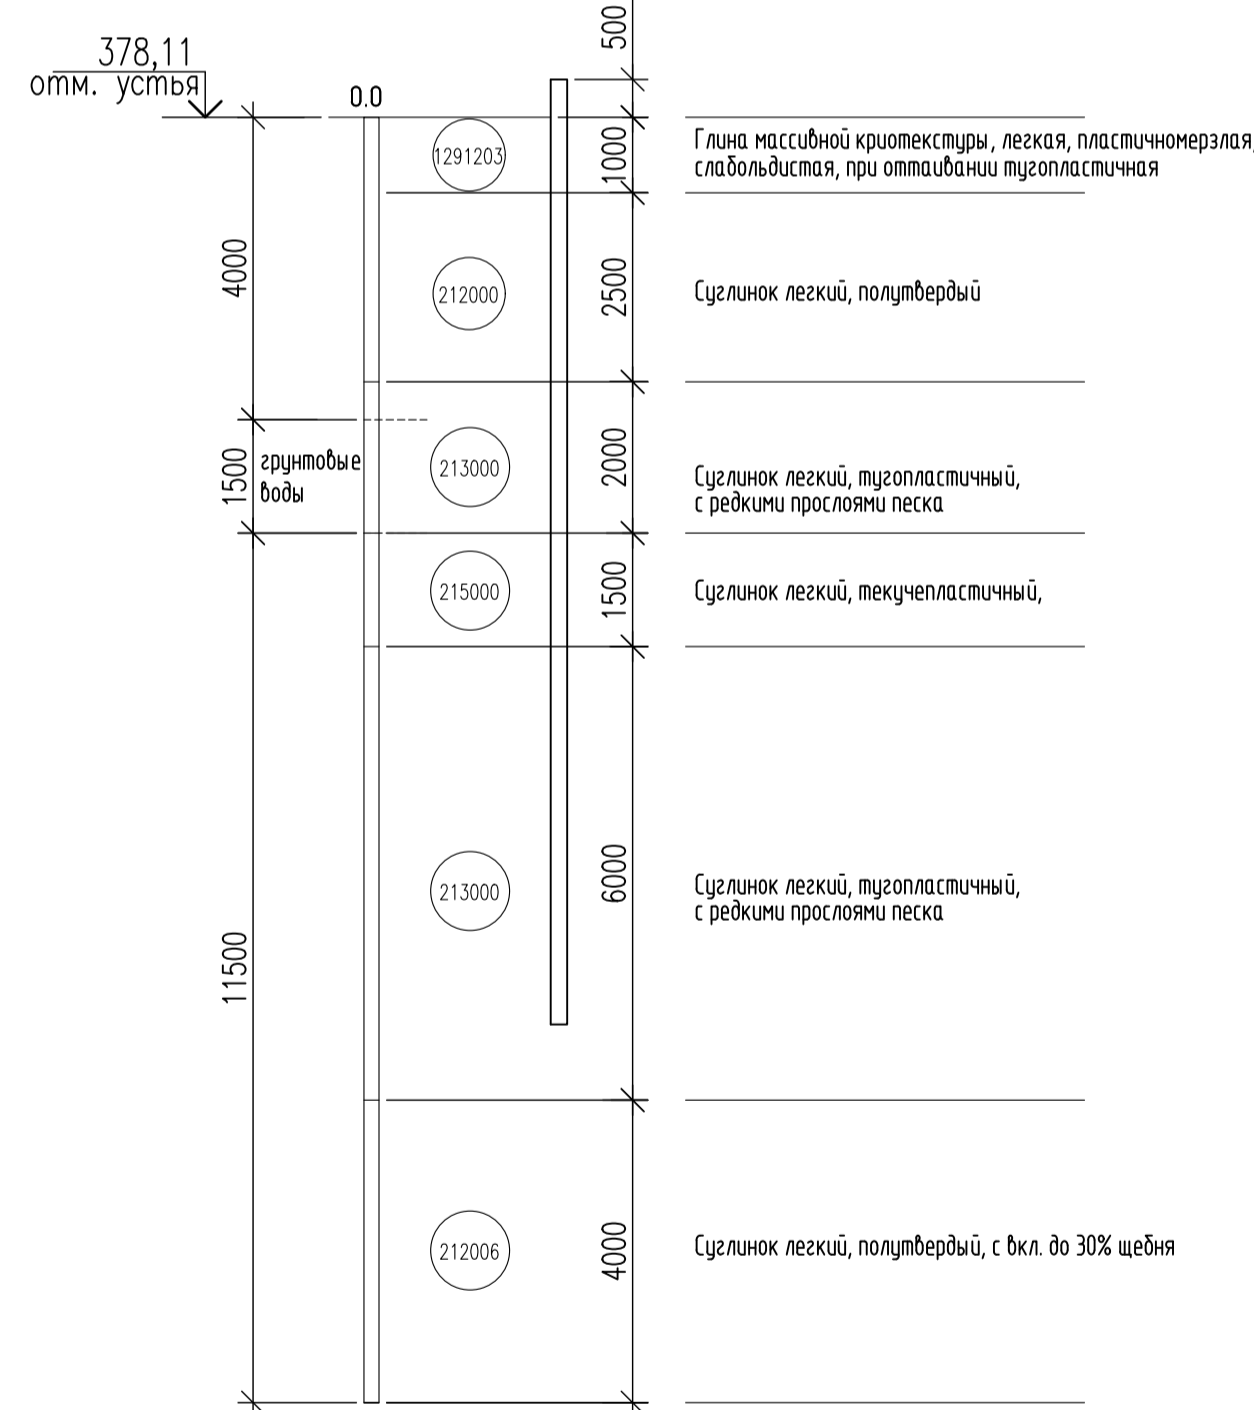 500
378,11
отм. устья
0.0
1291203
1000
Глина массивной криотекстуры, легкая, пластичномерзлая,
слабольдистая, при оттаивании тугопластичная
4000
212000
2500
Суглинок легкий, полутвердый
1500
грунтовые
воды
213000
2000
Суглинок легкий, тугопластичный,
с редкими прослоями песка
215000
1500
Суглинок легкий, текучепластичный,
11500
213000
6000
Суглинок легкий, тугопластичный,
с редкими прослоями песка
212006
4000
Суглинок легкий, полутвердый, с вкл. до 30% щебня